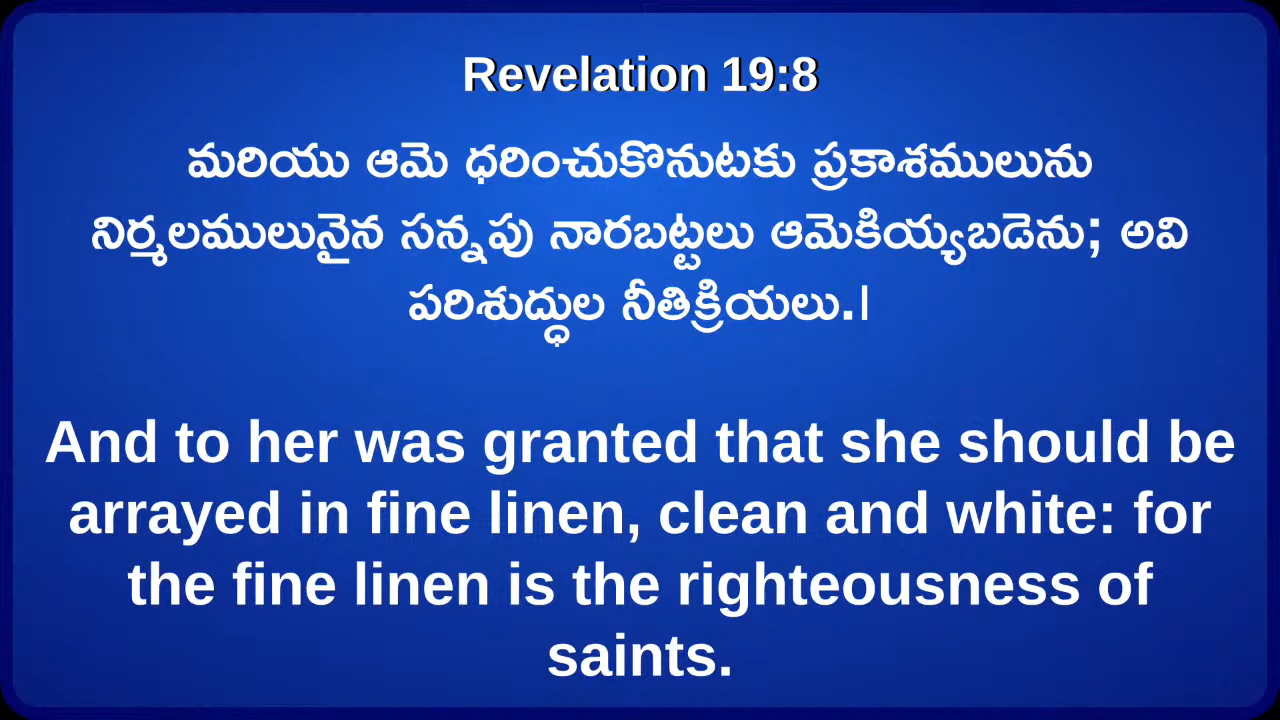 Revelation 19:8
మరియు ఆమె ధరించుకొనుటకు ప్రకాశములును
నిర్మలములునైన సన్నపు నారబట్టలు ఆమెకియ్యబడెను; అవి
పరిశుద్ధుల నీతిక్రియలు.|
And to her was granted that she should be
arrayed in fine linen, clean and white: for
the fine linen is the righteousness of
saints.